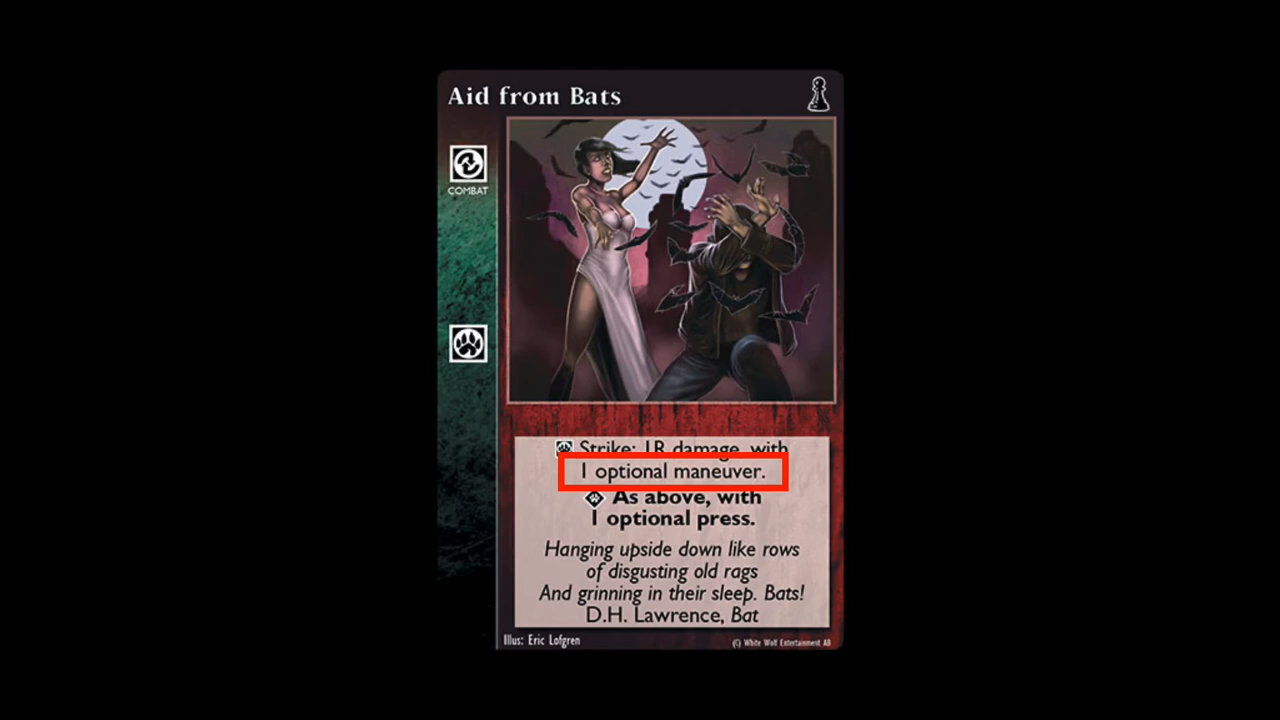 Aid from Bats
COMBAT
Strike: 1R damage, with
1 optional maneuver.
As above, with
1 optional press.
Hanging upside down like rows
of disgusting old rags
And grinning in their sleep. Bats!
D.H. Lawrence, Bat
Illus: Eric Lofgren
(C) White Wolf Entertainment AB